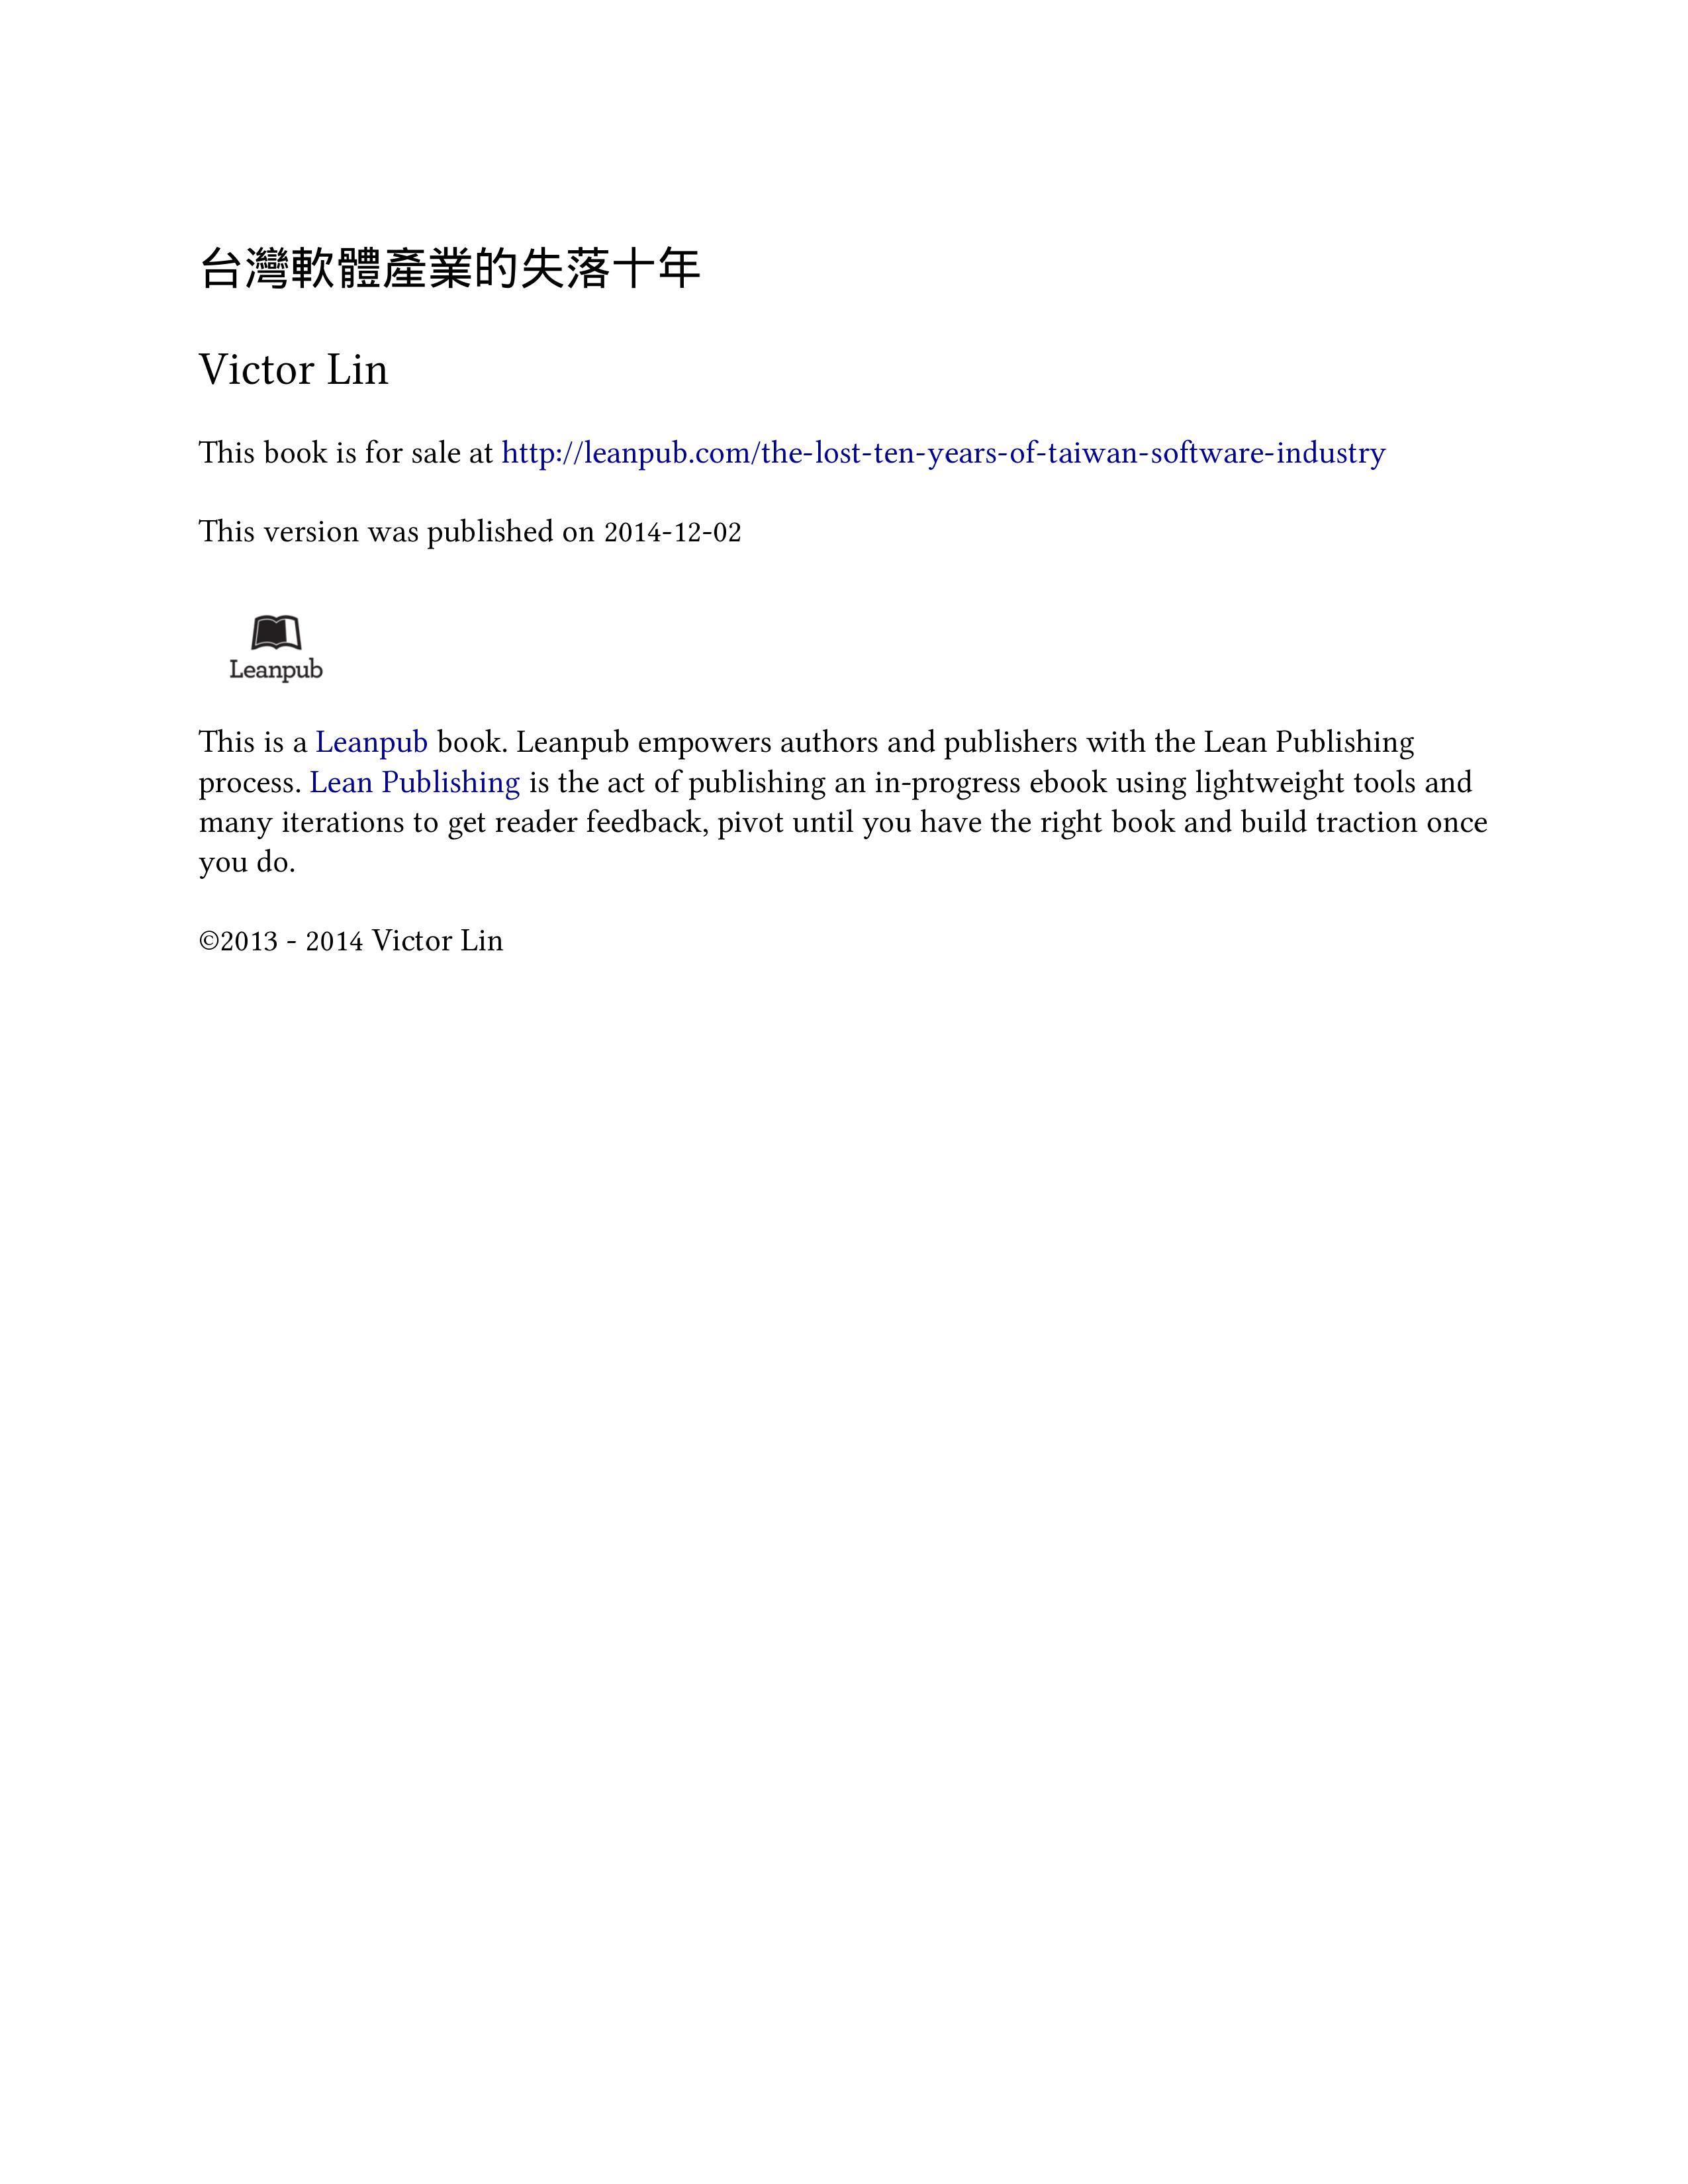 台灣軟體產業的失落十年
Victor Lin
This book is for sale at http://leanpub.com/the-lost-ten-years-of-taiwan-software-industry
This version was published on 2014-12-02
Leanpub
This is a Leanpub book. Leanpub empowers authors and publishers with the Lean Publishing
process. Lean Publishing is the act of publishing an in-progress ebook using lightweight tools and
many iterations to get reader feedback, pivot until you have the right book and build traction once
you do.
©2013 - 2014 Victor Lin